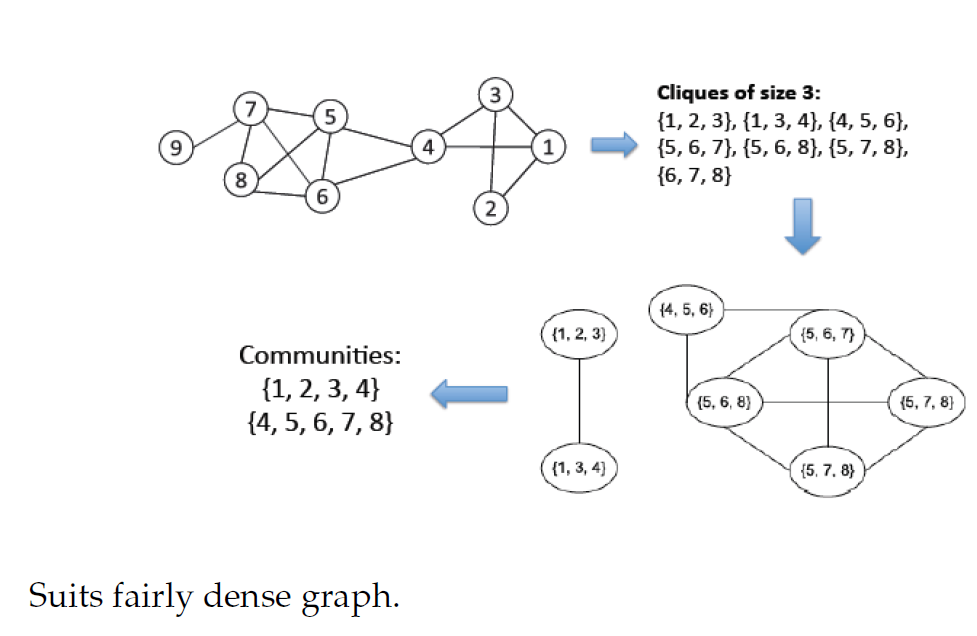 7
5
3
9
4
1
8
6
2
Cliques of size 3:
{1, 2, 3}, {1, 3, 4}, {4, 5, 6},
{5, 6, 7}, {5, 6, 8}, {5, 7, 8},
{6, 7, 8}
{4, 5, 6}
{1, 2, 3}
{5, 6, 7}
Communities:
{1, 2, 3, 4}
{4, 5, 6, 7, 8}
{5, 6, 8}
{5, 7, 8}
{1, 3, 4}
{5, 7, 8}
Suits fairly dense graph.